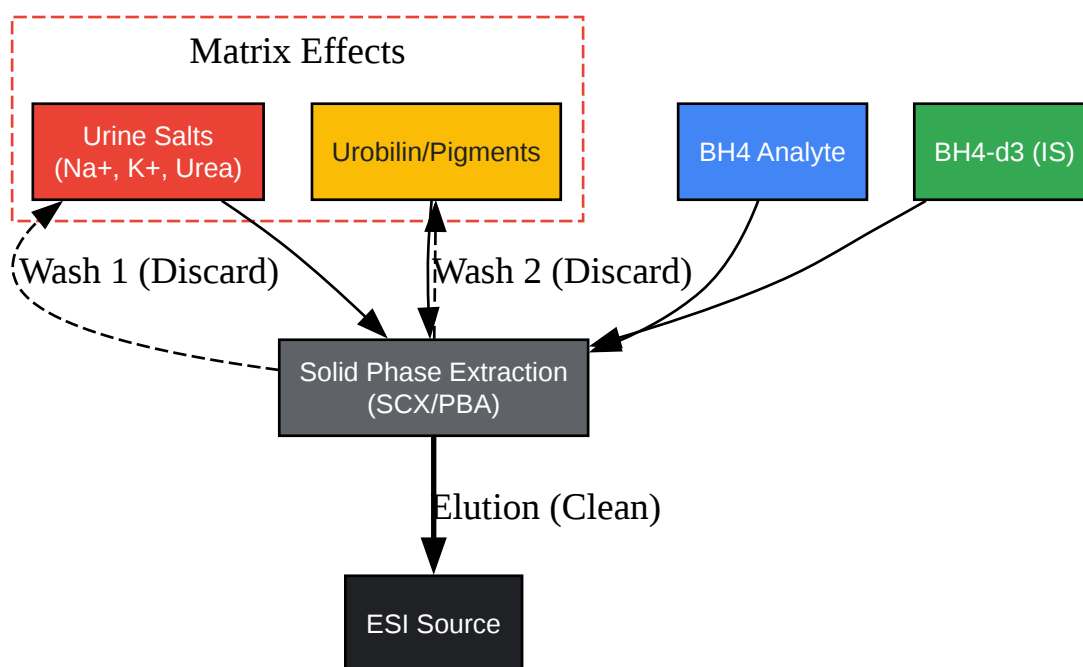 Matrix Effects
Urine Salts
(Na+, K+, Urea)
Urobilin/Pigments
BH4 Analyte
BH4-d3 (IS)
Wash 1 (Discard)
Wash 2 (Discard)
Solid Phase Extraction
(SCX/PBA)
Elution (Clean)
ESI Source